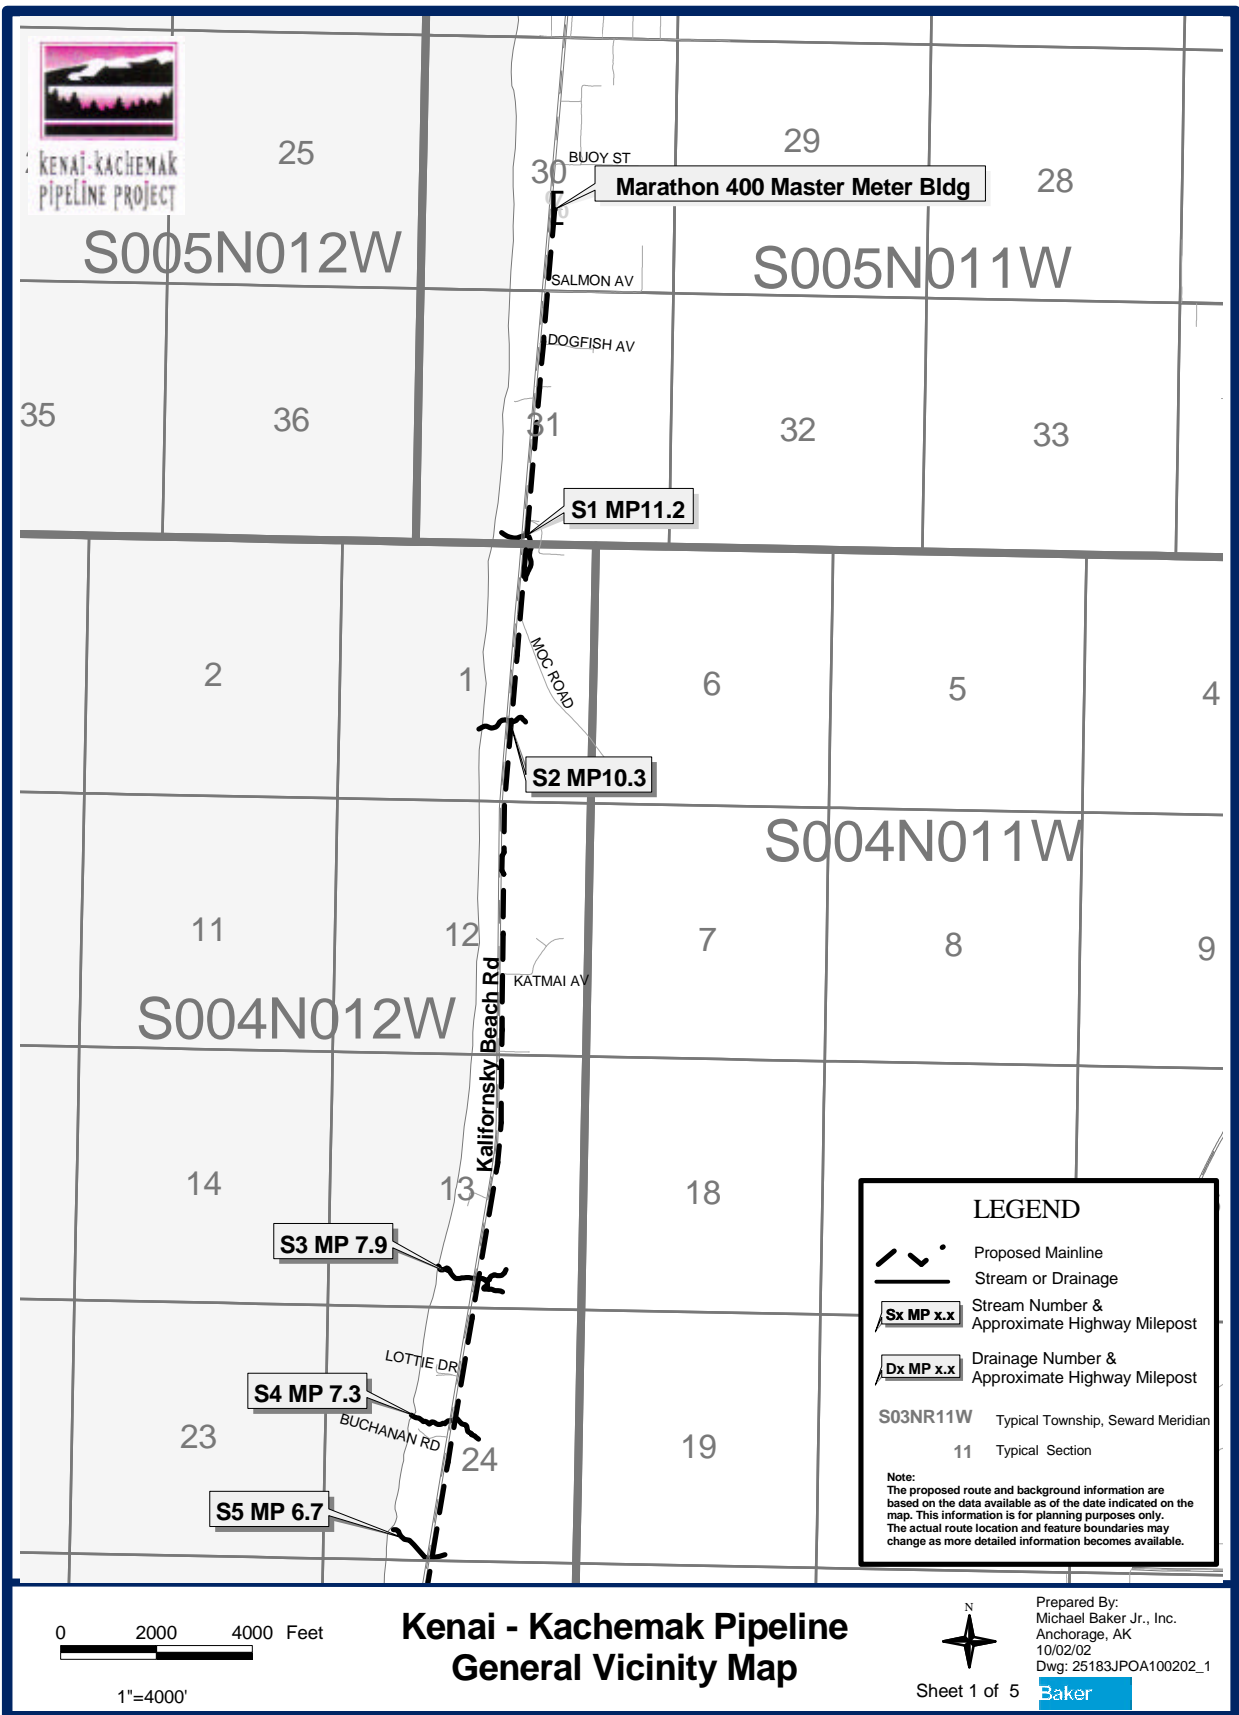 KENAI-KACHEMAK
PIPELINE PROJECT
25
30
29
28
BUOY ST
Marathon 400 Master Meter Bldg
S005N012W
S005N011W
SALMON AV
DOGFISH AV
35
36
31
32
33
S1 MP11.2
2
1
MOC ROAD
6
5
4
S2 MP10.3
S004N011W
11
12
7
8
9
KATMAI AV
S004N012W
Kalifornsky Beach Rd
14
13
18
S3 MP 7.9
LOTTIE DR
S4 MP 7.3
BUCHANAN RD
23
24
19
S5 MP 6.7
LEGEND
Proposed Mainline
Stream or Drainage
Sx MP x.x
Stream Number &
Approximate Highway Milepost
Dx MP x.x
Drainage Number &
Approximate Highway Milepost
S03NR11W Typical Township, Seward Meridian
11 Typical Section
Note:
The proposed route and background information are
based on the data available as of the date indicated on the
map. This information is for planning purposes only.
The actual route location and feature boundaries may
change as more detailed information becomes available.
0 2000 4000 Feet
1"=4000'
Kenai - Kachemak Pipeline
General Vicinity Map
N
Sheet 1 of 5
Prepared By:
Michael Baker Jr., Inc.
Anchorage, AK
10/02/02
Dwg: 25183JPOA100202_1
Baker